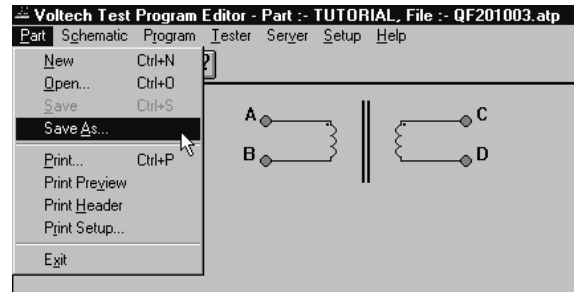 Voltech Test Program Editor - Part :- TUTORIAL, File :- QF201003.atp
Part Schematic Program Tester Server Setup Help
New Ctrl+N
Open... Ctrl+O
Save Ctrl+S
Save As...
Print... Ctrl+P
Print Preview
Print Header
Print Setup...
Exit
?
A C
B D